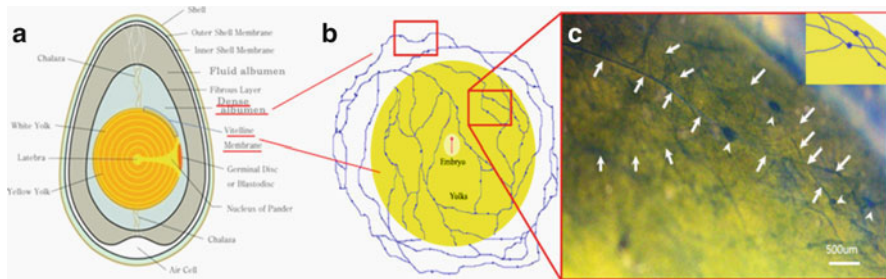 a
Shell
Outer Shell Membrane
Inner Shell Membrane
Chalaza
Fluid albumen
Fibrous Layer
Dense
albumen
White Yolk
Vitelline
Membrane
Latebra
Germinal Disc
or Blastodisc
Yellow Yolk
Nucleus of Pander
Chalaza
Air Cell
b
Embryo
Yolks
c
500um